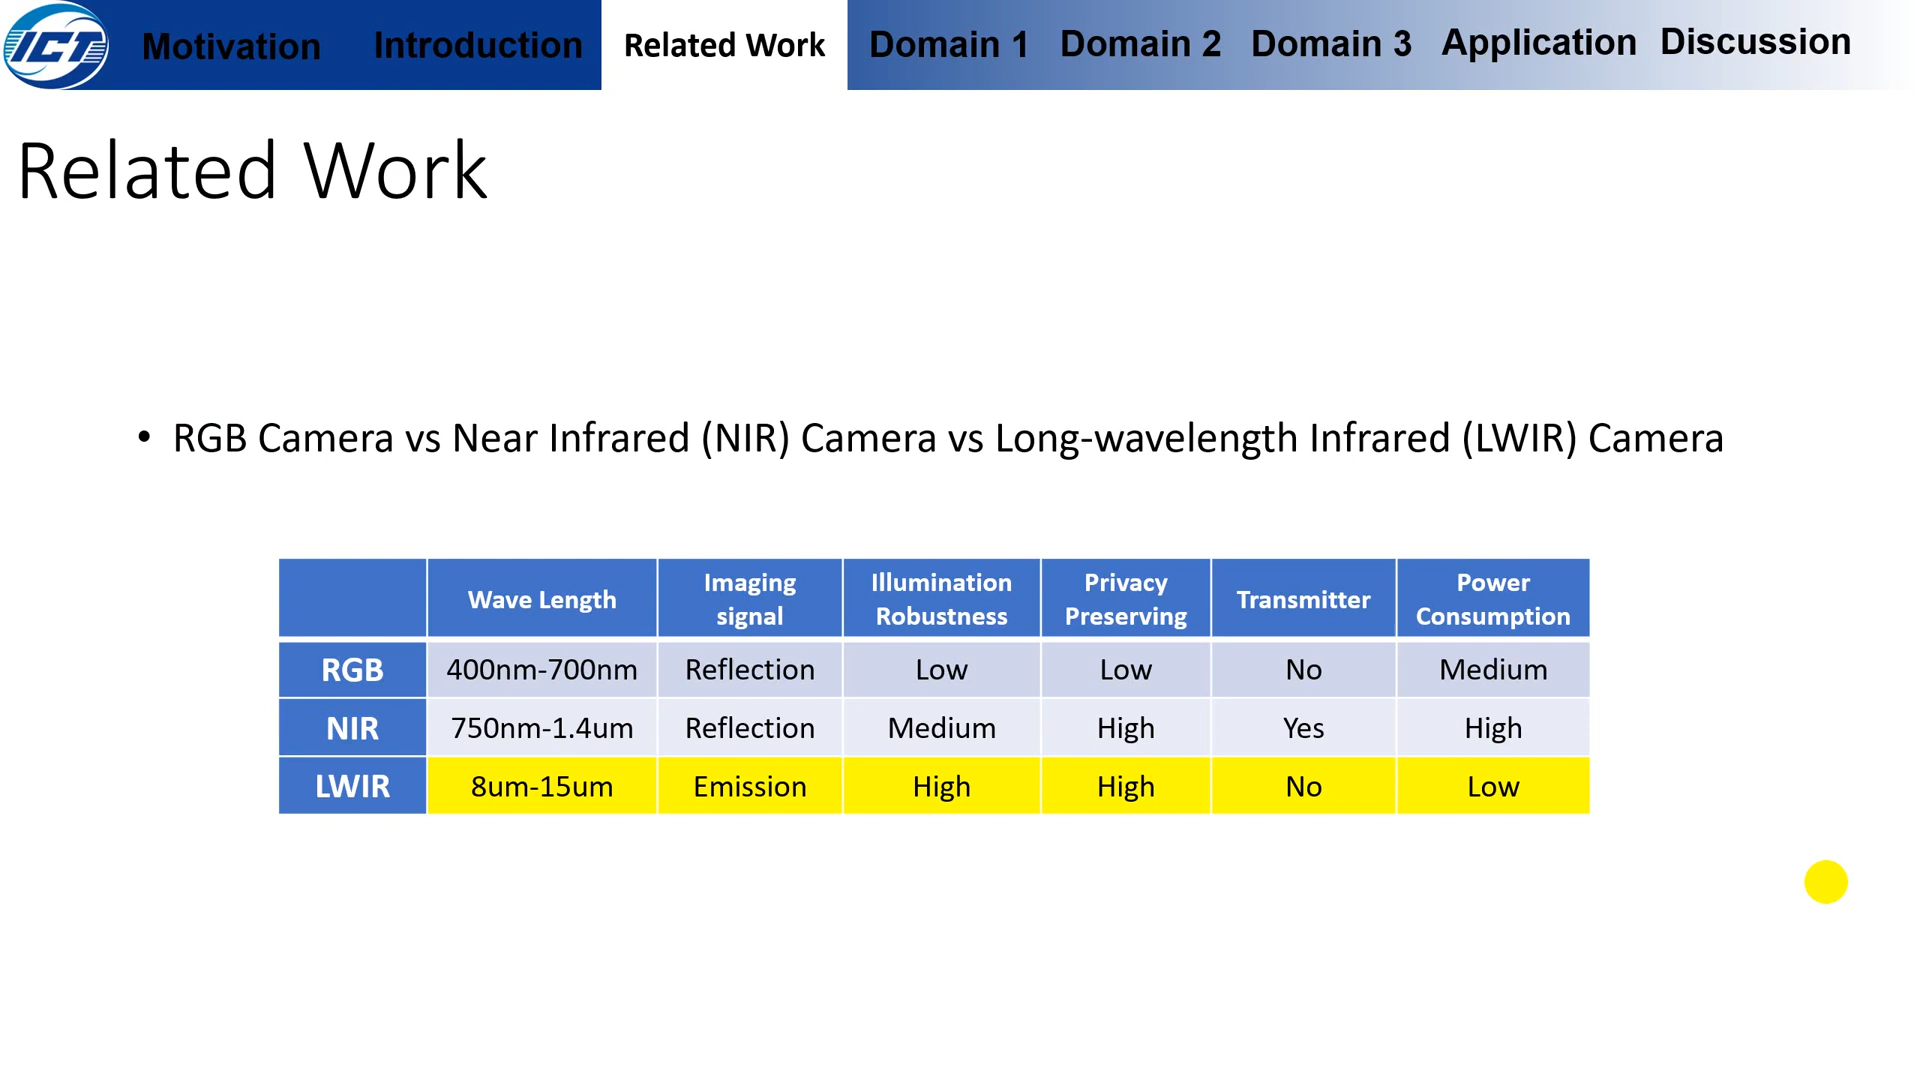 ICT
Motivation Introduction Related Work Domain 1 Domain 2 Domain 3 Application Discussion
Related Work
• RGB Camera vs Near Infrared (NIR) Camera vs Long-wavelength Infrared (LWIR) Camera
Wave Length Imaging signal Illumination Robustness Privacy Preserving Transmitter Power Consumption
RGB 400nm-700nm Reflection Low Low No Medium
NIR 750nm-1.4um Reflection Medium High Yes High
LWIR 8um-15um Emission High High No Low